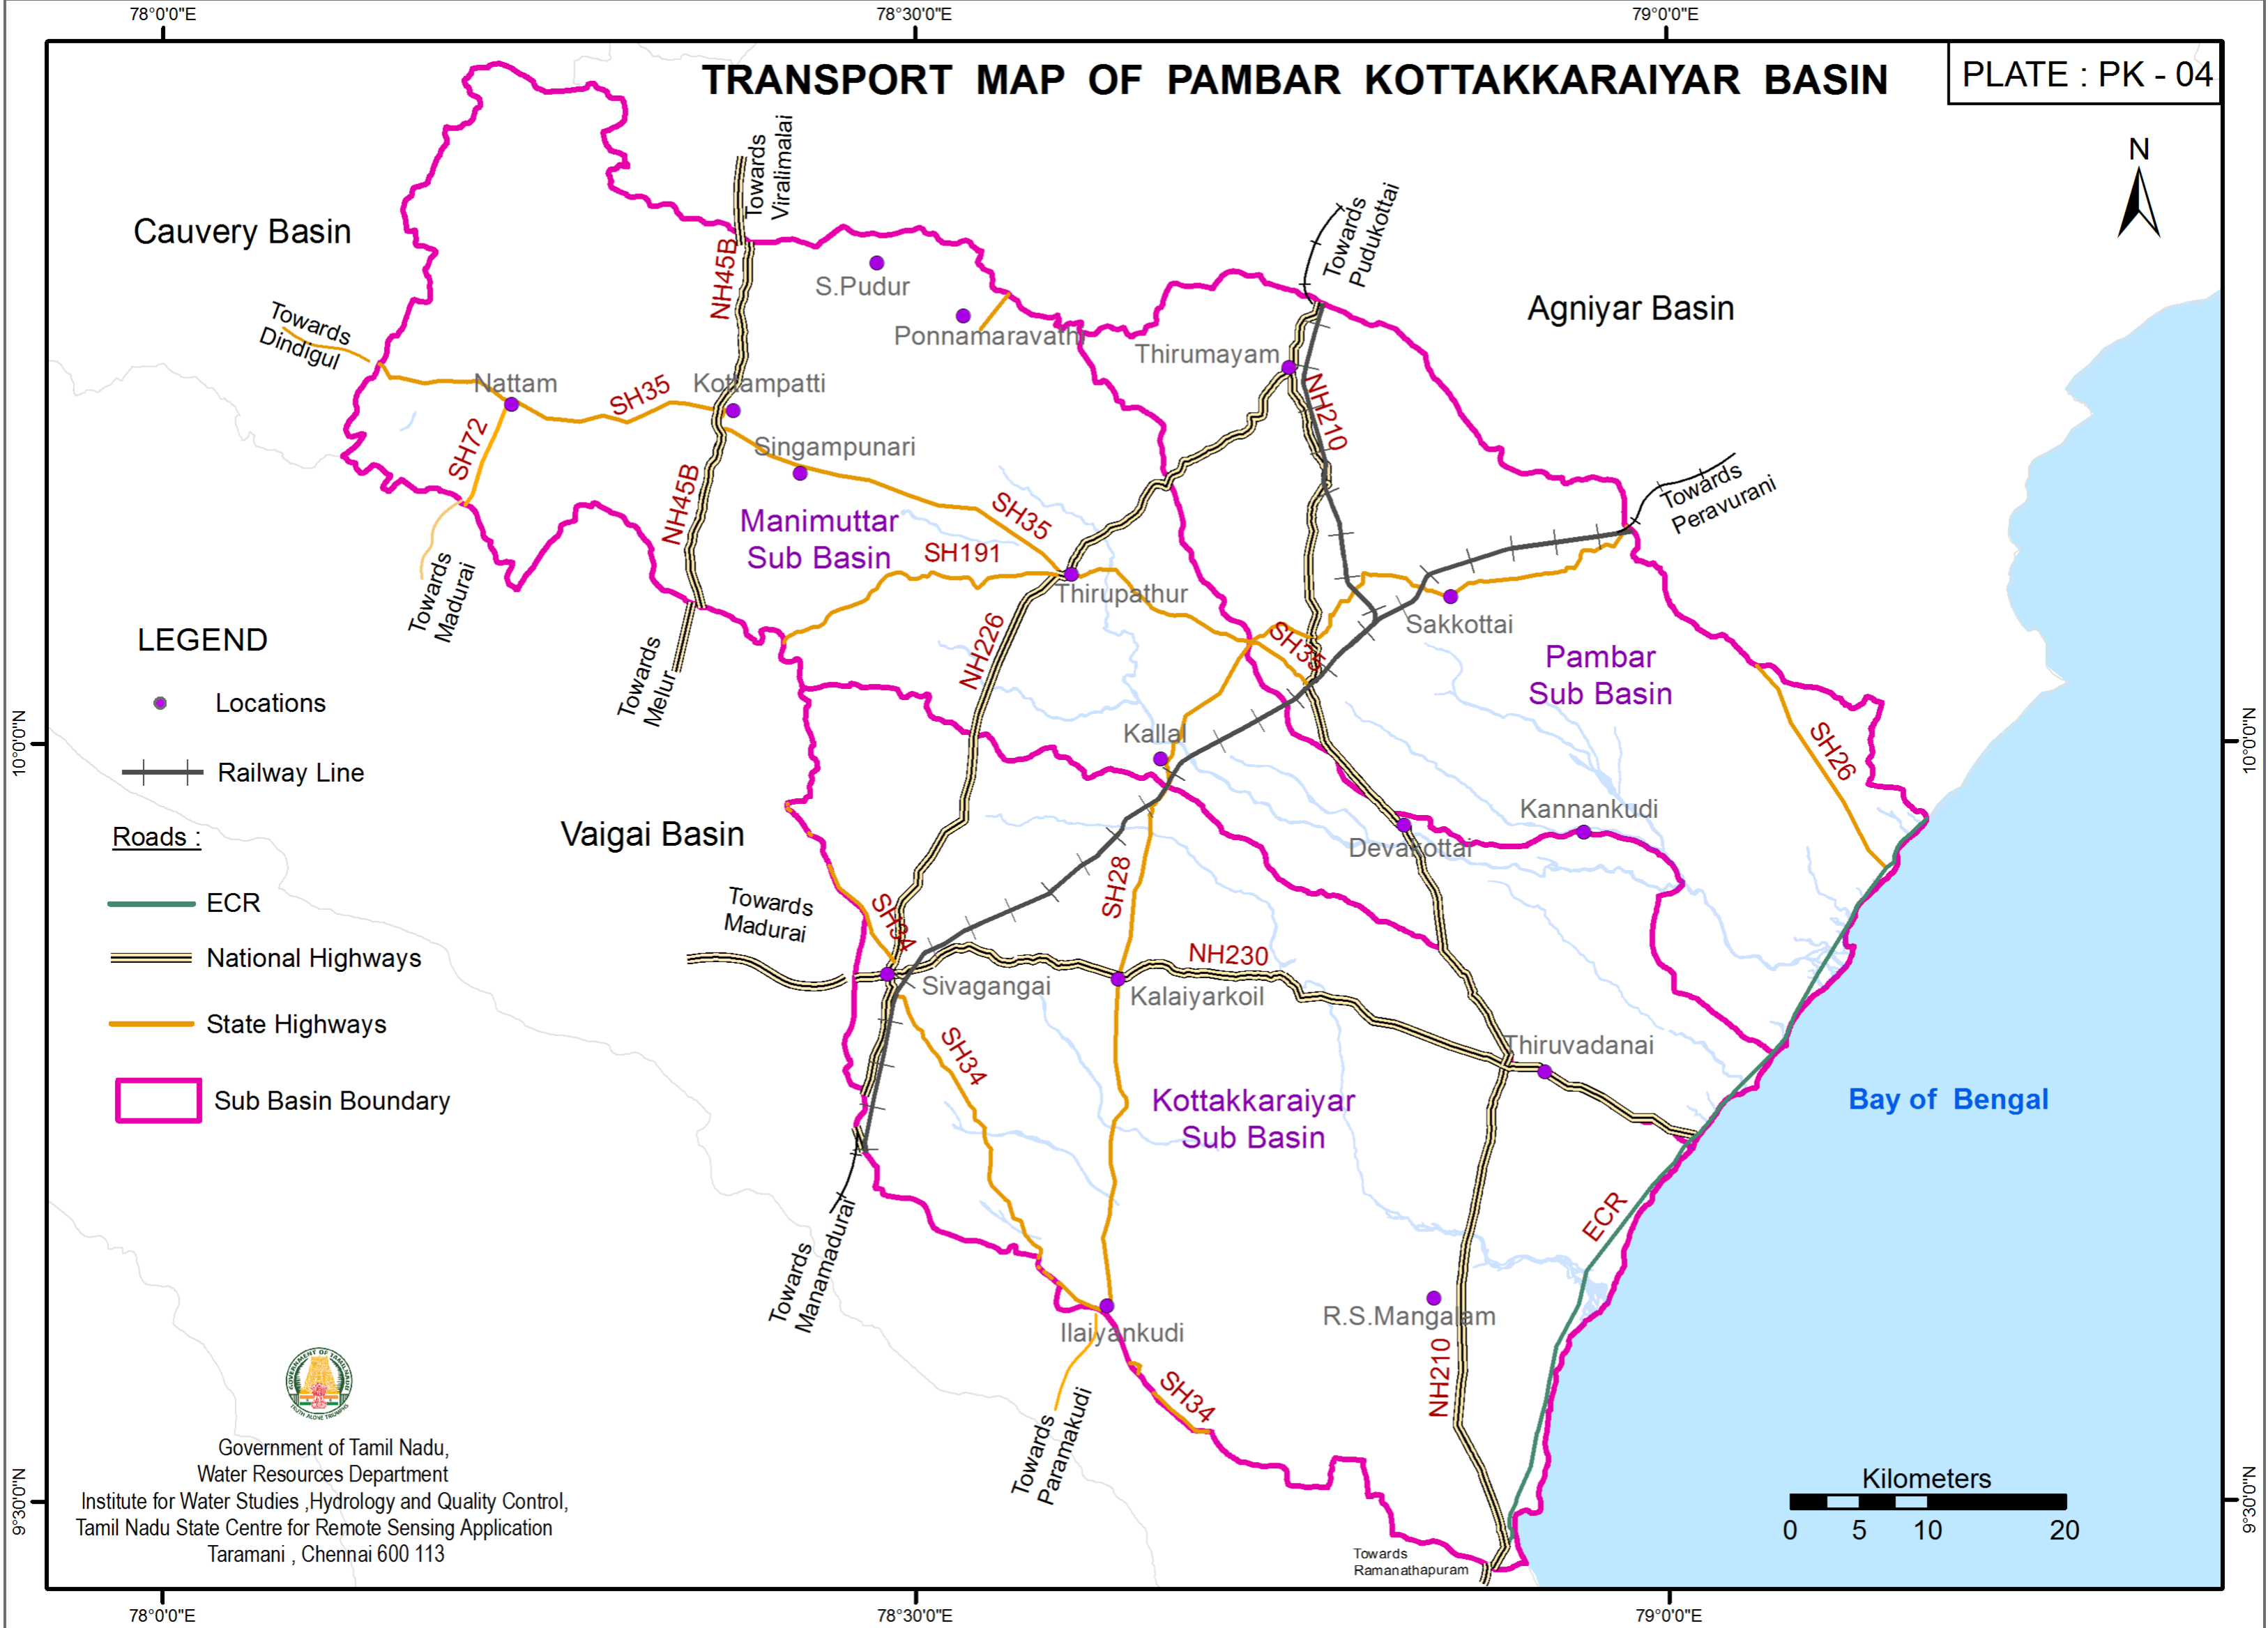 78°0'0"E
78°30'0"E
79°0'0"E
TRANSPORT MAP OF PAMBAR KOTTAKKARAIYAR BASIN
PLATE : PK - 04
N
Towards
Viralimalai
Towards
Pudukottai
Cauvery Basin
NH45B
S.Pudur
Agniyar Basin
Ponnamaravathi
Towards
Dindigul
Thirumayam
Nattam
SH35
Kottampatti
NH210
SH72
Singampunari
NH45B
Towards
Peravurani
SH35
Manimuttar
Sub Basin
SH191
Thirupathur
Towards
Madurai
Sakkottai
LEGEND
NH226
SH35
Pambar
Sub Basin
Towards
Melur
Locations
Kallal
10°0'0"N
10°0'0"N
SH26
Railway Line
Kannankudi
Roads :
Vaigai Basin
Devakottai
SH28
ECR
Towards
Madurai
SH34
National Highways
NH230
Sivagangai
Kalaiyarkoil
State Highways
SH34
Thiruvadanai
Sub Basin Boundary
Kottakkaraiyar
Sub Basin
Bay of Bengal
ECR
Towards
Manamadurai
R.S.Mangalam
Ilaiyankudi
NH210
SH34
Towards
Paramakudi
GOVERNMENT OF TAMILNADU
TRUTH ALONE TRIUMPHS
Government of Tamil Nadu,
Water Resources Department
Institute for Water Studies ,Hydrology and Quality Control,
Tamil Nadu State Centre for Remote Sensing Application
Taramani , Chennai 600 113
Kilometers
0 5 10 20
9°30'0"N
9°30'0"N
Towards
Ramanathapuram
78°0'0"E
78°30'0"E
79°0'0"E